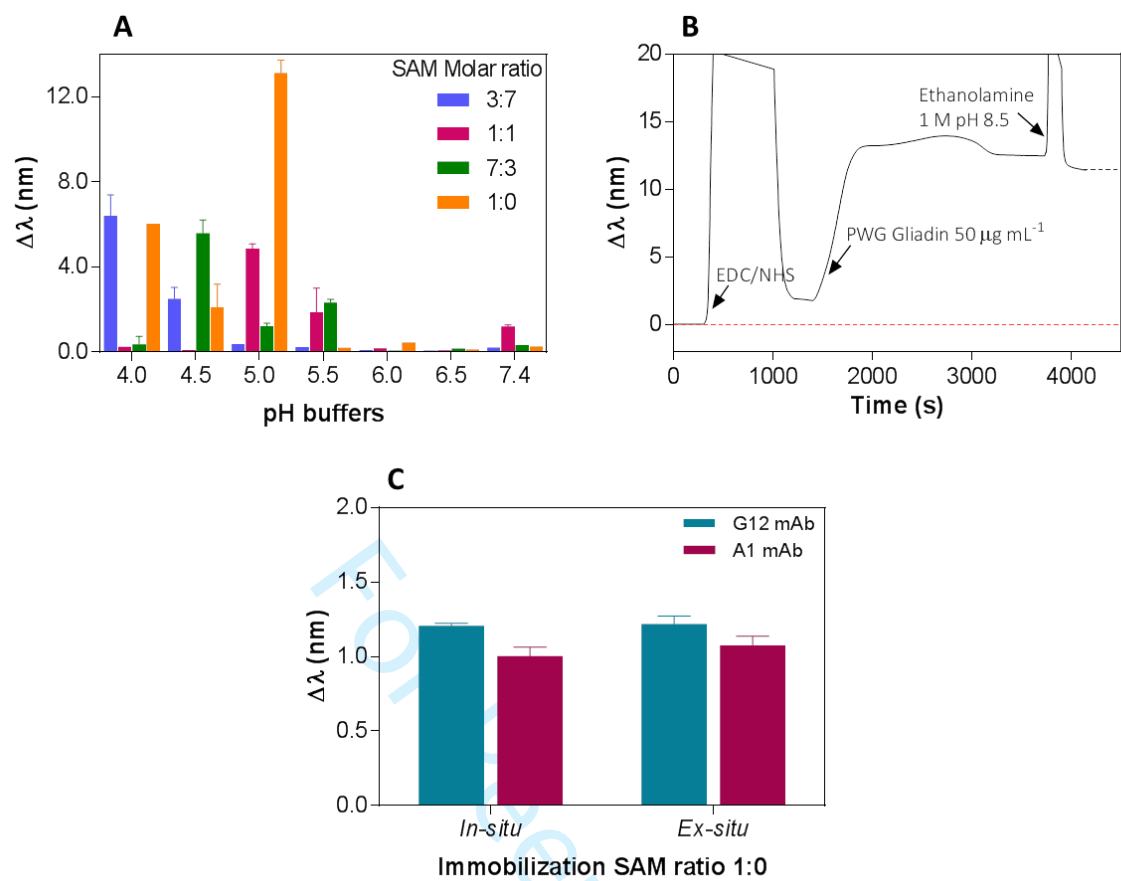 A
SAM Molar ratio
3:7
1:1
7:3
1:0
12.0
8.0
4.0
0.0
Δλ (nm)
4.0 4.5 5.0 5.5 6.0 6.5 7.4
pH buffers
B
20
15
10
5
0
Δλ (nm)
Ethanolamine
1 M pH 8.5
PWG Gliadin 50 μg mL⁻¹
EDC/NHS
0 1000 2000 3000 4000
Time (s)
C
2.0
1.5
1.0
0.5
0.0
Δλ (nm)
G12 mAb
A1 mAb
In-situ Ex-situ
Immobilization SAM ratio 1:0
For